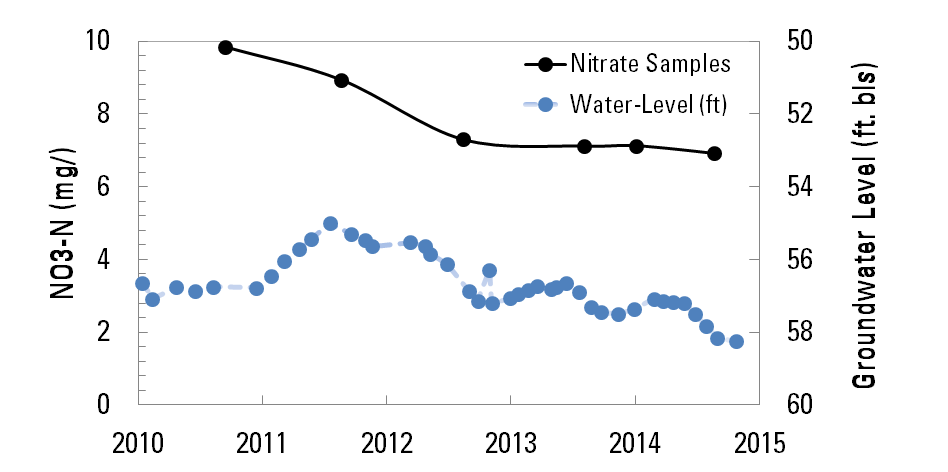 10
8
6
4
2
0
NO3-N (mg/)
50
52
54
56
58
60
Groundwater Level (ft. bls)
Nitrate Samples
Water-Level (ft)
2010 2011 2012 2013 2014 2015